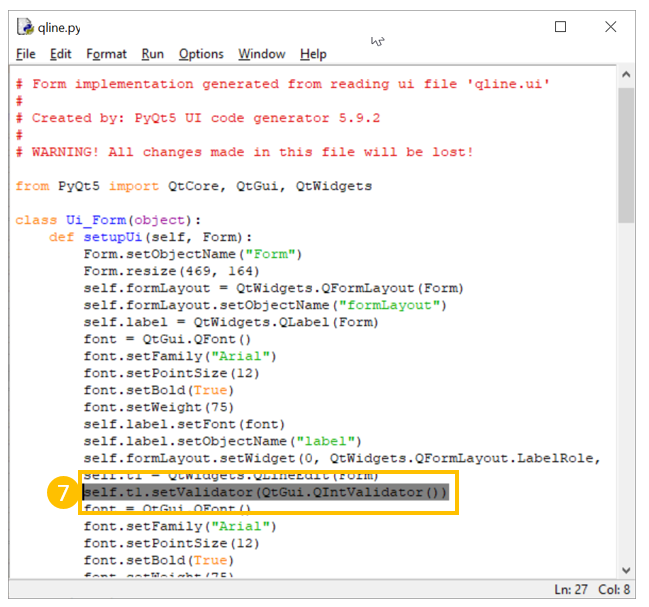 qline.py
File Edit Format Run Options Window Help
# Form implementation generated from reading ui file 'qline.ui'
#
# Created by: PyQt5 UI code generator 5.9.2
#
# WARNING! All changes made in this file will be lost!
from PyQt5 import QtCore, QtGui, QtWidgets
class Ui_Form(object):
def setupUi(self, Form):
Form.setObjectName("Form")
Form.resize(469, 164)
self.formLayout = QtWidgets.QFormLayout(Form)
self.formLayout.setObjectName("formLayout")
self.label = QtWidgets.QLabel(Form)
font = QtGui.QFont()
font.setFamily("Arial")
font.setPointSize(12)
font.setBold(True)
font.setWeight(75)
self.label.setFont(font)
self.label.setObjectName("label")
self.formLayout.setWidget(0, QtWidgets.QFormLayout.LabelRole,
self.t1 = QtWidgets.QLineEdit(Form)
7 self.t1.setValidator(QtGui.QIntValidator())
font = QtGui.QFont()
font.setFamily("Arial")
font.setPointSize(12)
font.setBold(True)
font.setWeight(75)
Ln: 27 Col: 8